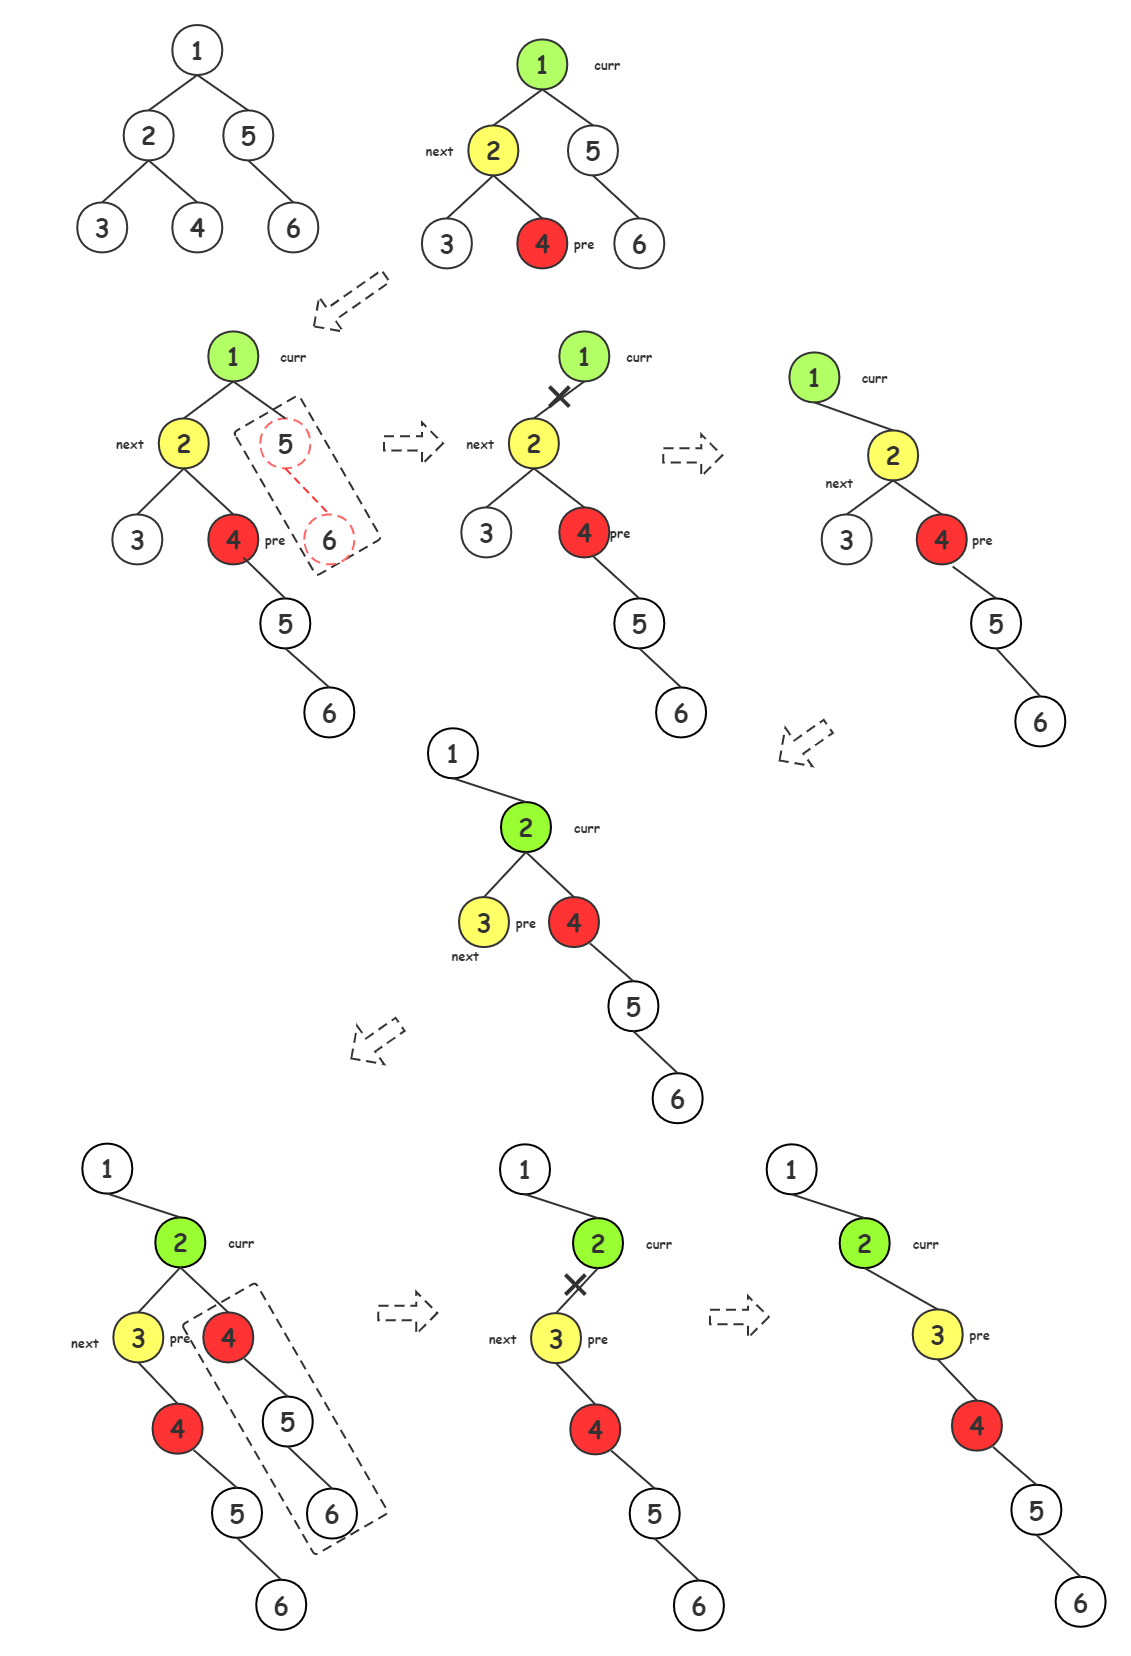 1
2 5
3 4 6
1 curr
next 2 5
3 4 pre 6
1 curr
next 2 5
3 4 pre 6
5
6
1 curr
next 2
3 4 pre
5
6
1 curr
2
next
3 4 pre
5
6
1
2 curr
3 pre 4
next
5
6
1
2 curr
next 3 pre 4
4 5
5 6
6
1
2 curr
next 3 pre
4
5
6
1
2 curr
3 pre
4
5
6